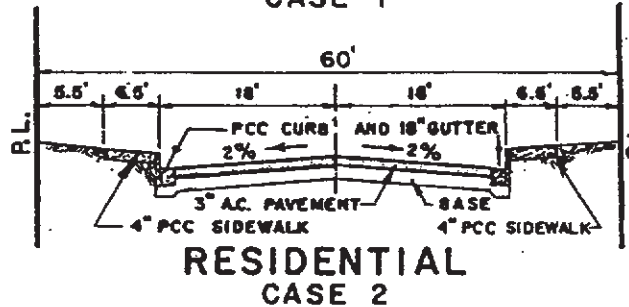 CASE 1
60'
5.5' 6.5' 18' 18' 6.5' 5.5'
P.L.
PCC CURB AND 18" GUTTER
2% 2%
3" A.C. PAVEMENT BASE
4" PCC SIDEWALK 4" PCC SIDEWALK
RESIDENTIAL
CASE 2